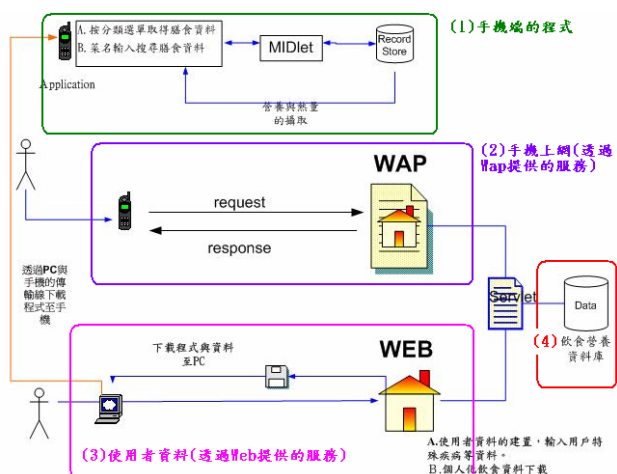 (1)手機端的程式
A.按分類選單取得膳食資料
B.菜名輸入搜尋膳食資料
MIDlet
Record
Store
Application
營養與熱量
的攝取
(2)手機上網(透過
Wap提供的服務)
WAP
request
response
透過PC與
手機的傳
輸線下載
程式至手
機
Servlet
Data
(4)飲食營養
資料庫
下載程式與資料
至PC
WEB
(3)使用者資料(透過Web提供的服務)
A.使用者資料的建置，輸入用戶特
殊疾病等資料。
B.個人化飲食資料下載